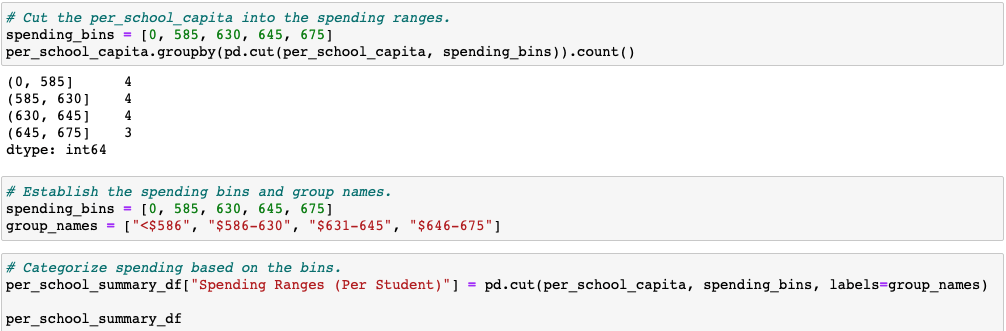 # Cut the per_school_capita into the spending ranges.
spending_bins = [0, 585, 630, 645, 675]
per_school_capita.groupby(pd.cut(per_school_capita, spending_bins)).count()
(0, 585]      4
(585, 630]    4
(630, 645]    4
(645, 675]    3
dtype: int64
# Establish the spending bins and group names.
spending_bins = [0, 585, 630, 645, 675]
group_names = ["<$586", "$586-630", "$631-645", "$646-675"]
# Categorize spending based on the bins.
per_school_summary_df["Spending Ranges (Per Student)"] = pd.cut(per_school_capita, spending_bins, labels=group_names)
per_school_summary_df